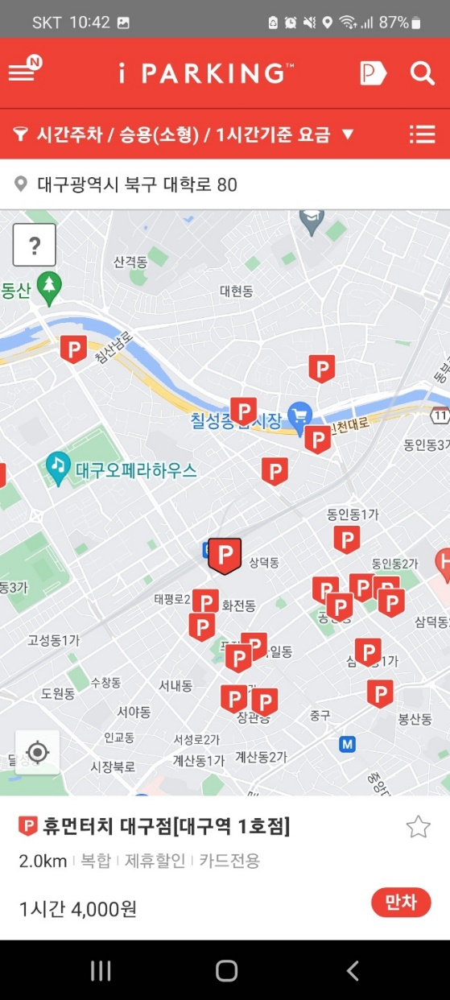 SKT 10:42 87%
N
i PARKING™ P
시간주차 / 승용(소형) / 1시간기준 요금 ▼
대구광역시 북구 대학로 80
?
산격동
동산
대현동
침산남로
P
P
P
칠성종
시장
신천대로
P
11
동인동3가
P
대구오페라하우스
동인동1가
P
P
상덕동
동인동2가
H
동3가
P
P
P
P
P
태평로2
P
화전동
삼덕동
P
고성동1가
P
P
일동
P
1가
수창동
서내동
도원동
P
P
P
서야동
장관동
중구
봉산동
인교동
서성로2가
M
시장북로
계산동1가
계산동2가
중앙
P 휴먼터치 대구점[대구역 1호점]
2.0km | 복합 | 제휴할인 | 카드전용
1시간 4,000원
만차